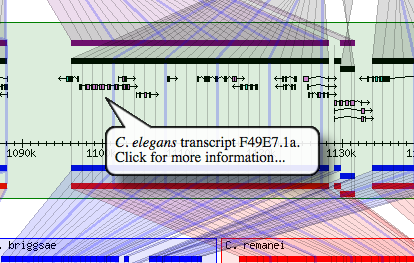 C. elegans transcript F49E7.1a.
Click for more information...
1090k 110 1130k
. briggsae C. remanei